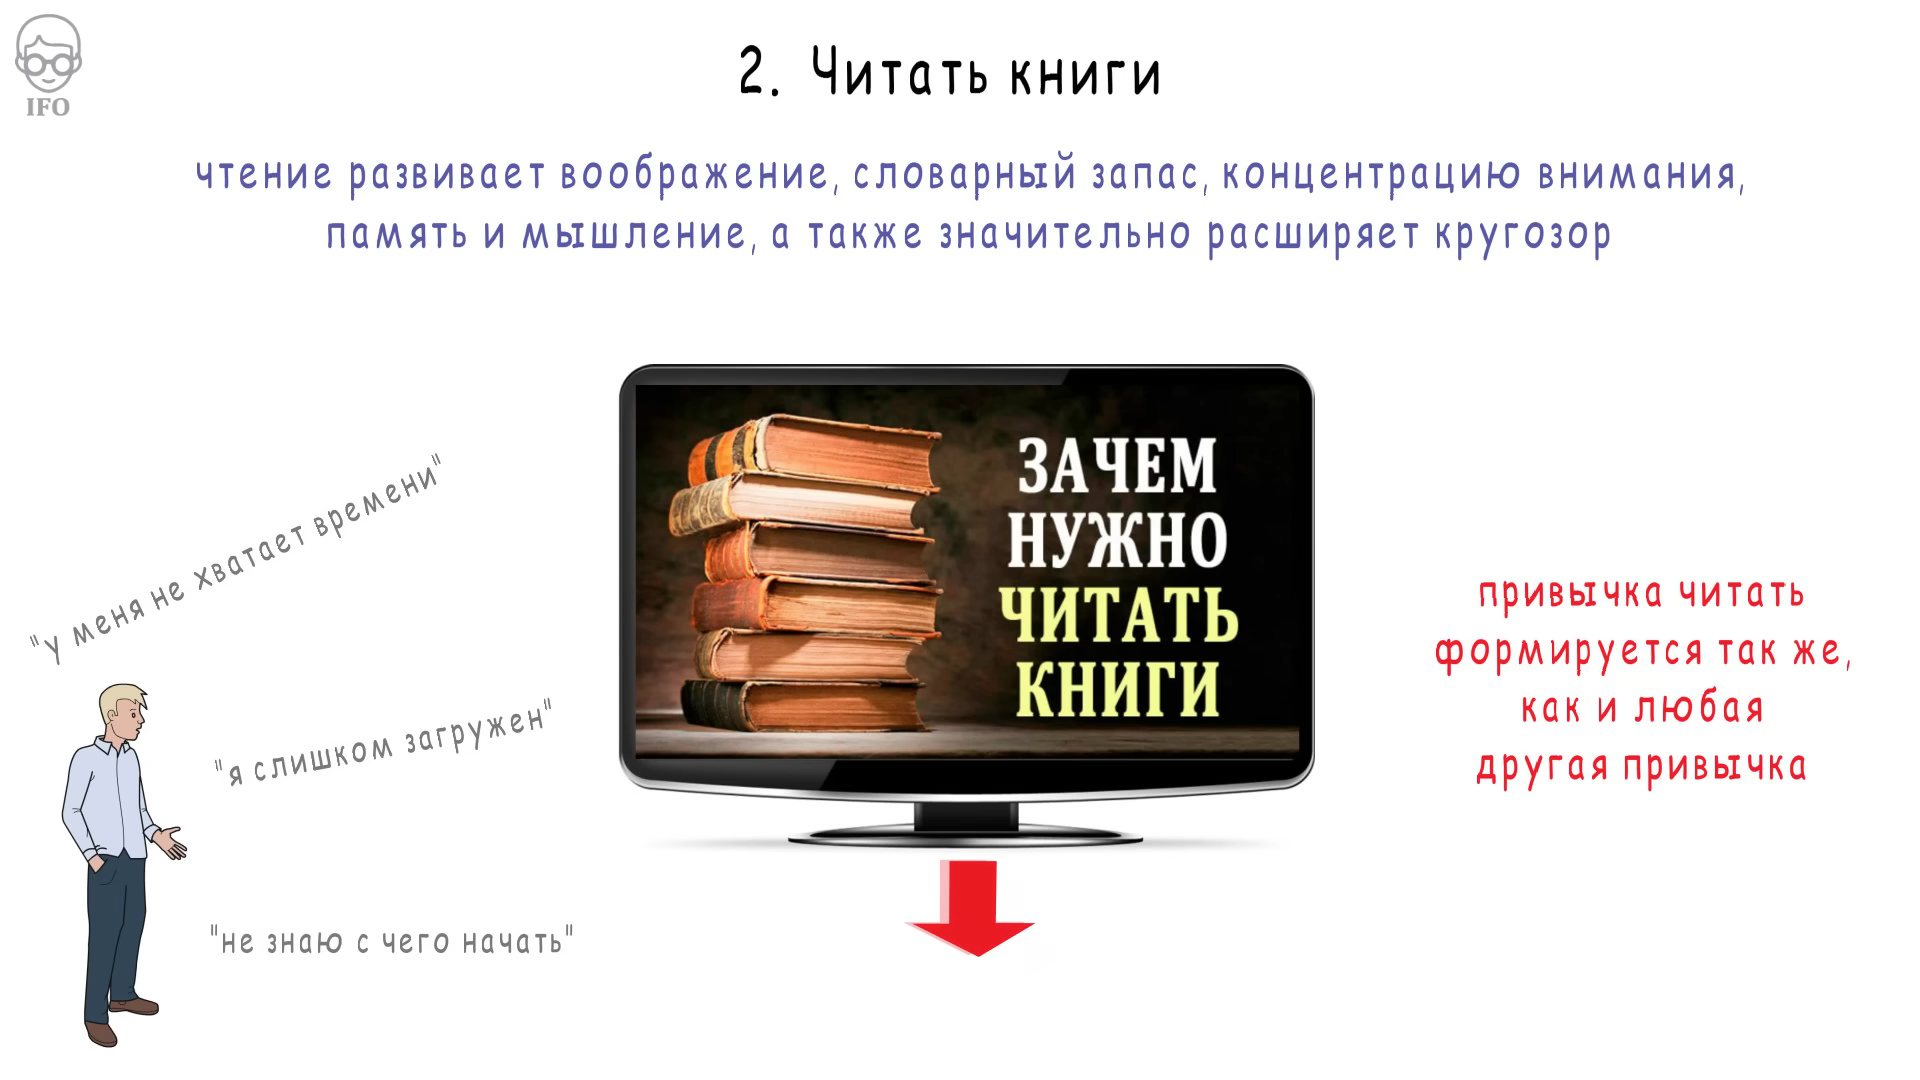 IFO
2. Читать книги
чтение развивает воображение, словарный запас, концентрацию внимания,
память и мышление, а также значительно расширяет кругозор
"у меня не хватает времени"
"я слишком загружен"
"не знаю с чего начать"
ЗАЧЕМ
НУЖНО
ЧИТАТЬ
КНИГИ
привычка читать
формируется так же,
как и любая
другая привычка